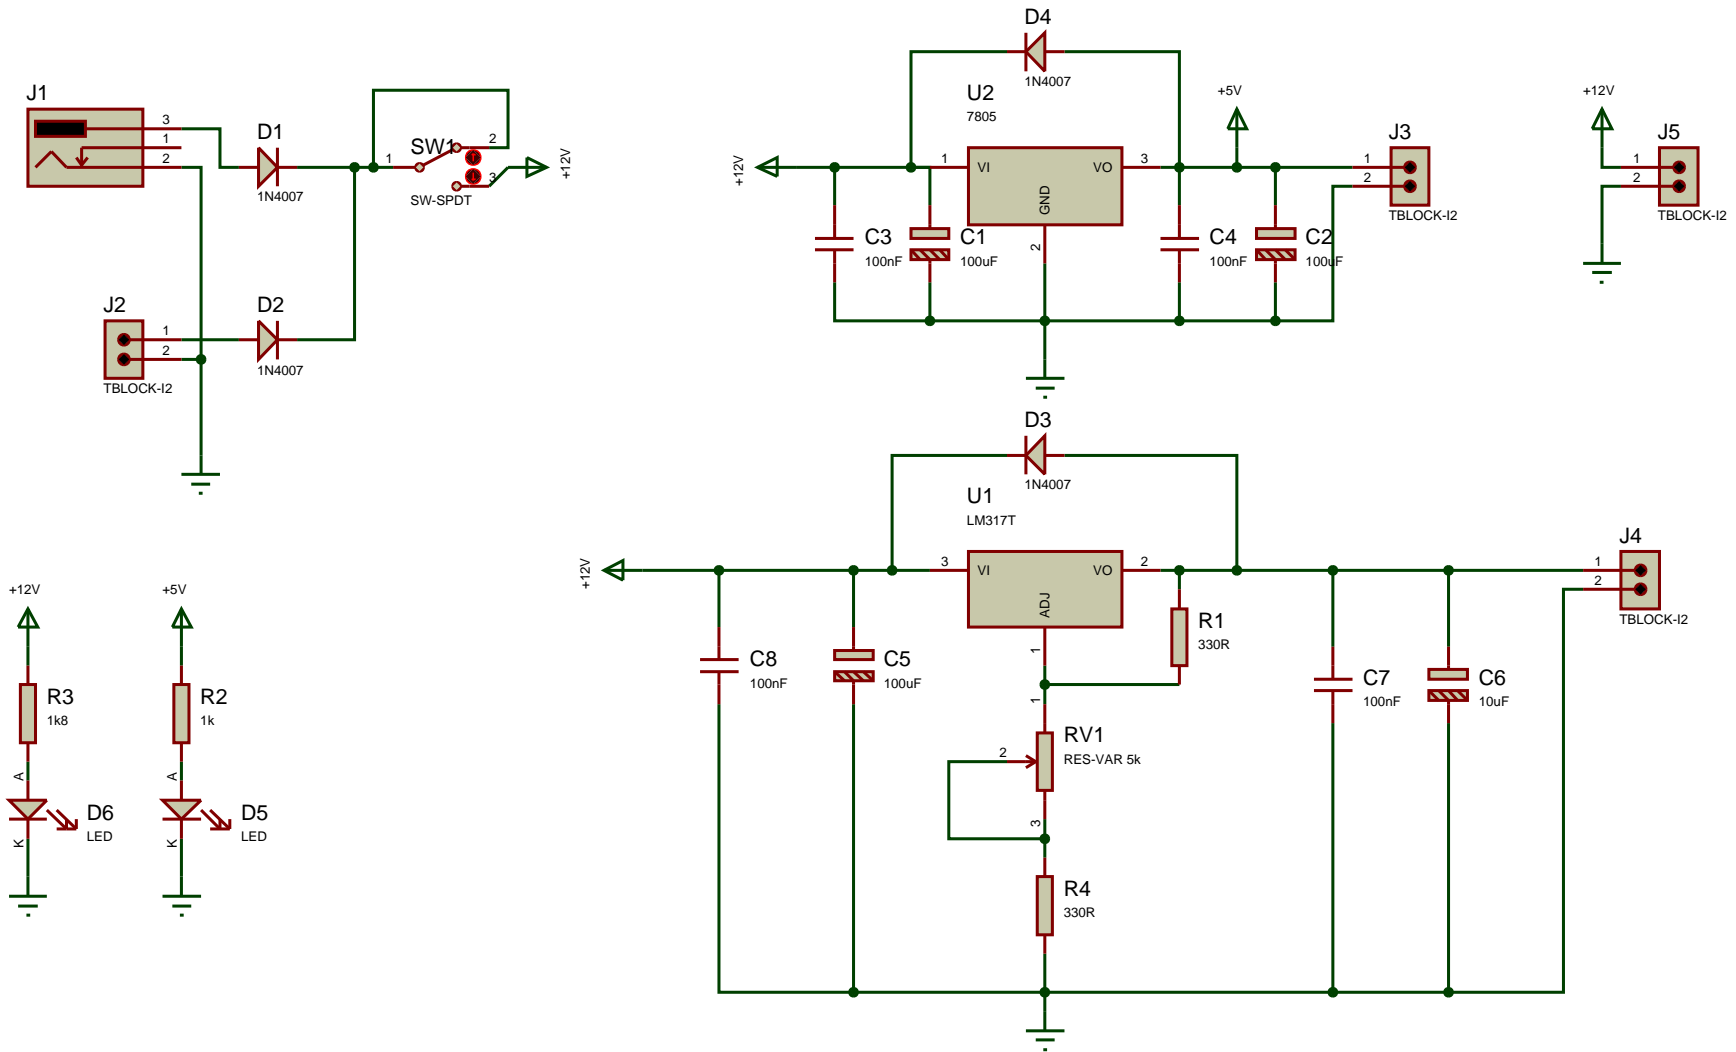 J1
3
1
2
D1
1N4007
1
SW1
2
3
SW-SPDT
+12V
J2
1
2
TBLOCK-I2
D2
1N4007
D4
1N4007
U2
7805
+12V
1
VI
VO
3
GND
2
C3
100nF
C1
100uF
C4
100nF
C2
100uF
+5V
J3
1
2
TBLOCK-I2
+12V
J5
1
2
TBLOCK-I2
D3
1N4007
U1
LM317T
+12V
3
VI
VO
2
ADJ
1
R1
330R
C8
100nF
C5
100uF
1
RV1
RES-VAR 5k
2
3
R4
330R
C7
100nF
C6
10uF
J4
1
2
TBLOCK-I2
+12V
R3
1k8
A
D6
LED
K
+5V
R2
1k
A
D5
LED
K